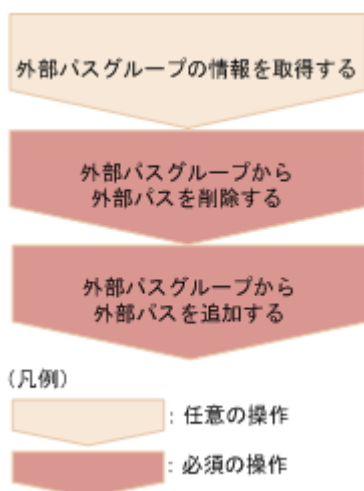 外部パスグループの情報を取得する
外部パスグループから
外部パスを削除する
外部パスグループから
外部パスを追加する
(凡例)
: 任意の操作
: 必須の操作